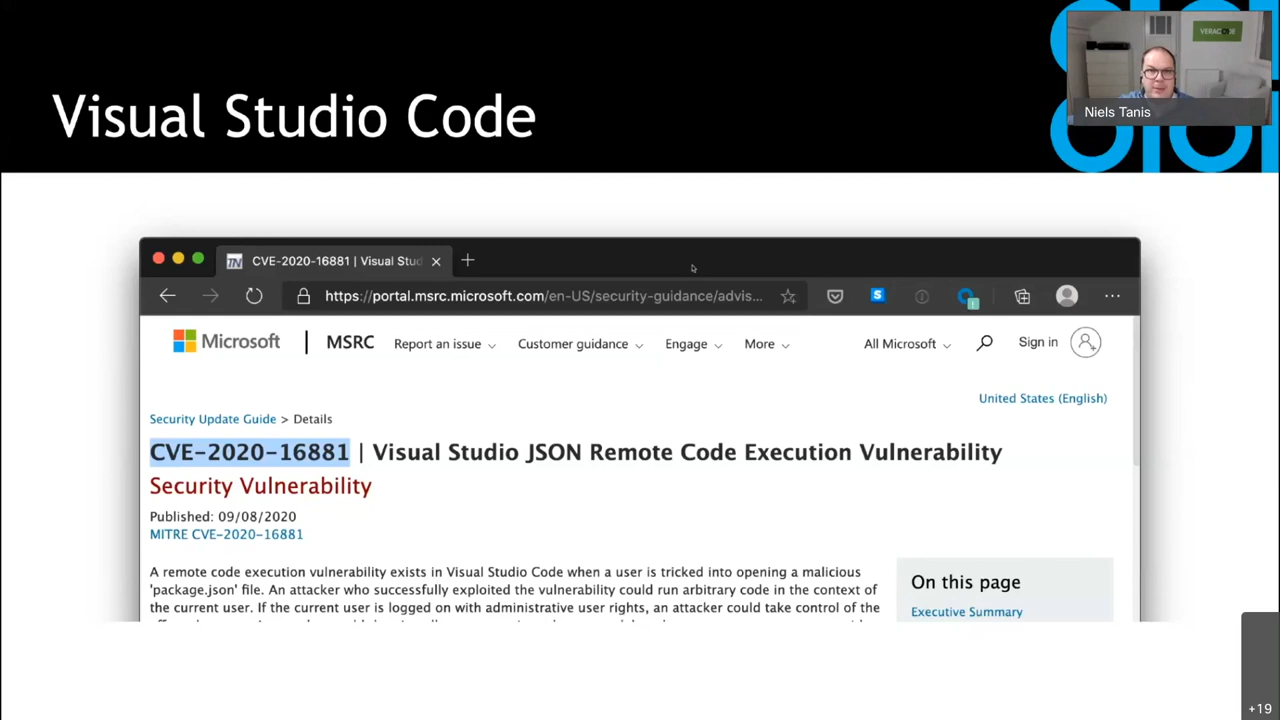 Visual Studio Code
VERACODE
Niels Tanis
CVE-2020-16881 | Visual Stud
https://portal.msrc.microsoft.com/en-US/security-guidance/advis...
Microsoft
MSRC
Report an issue
Customer guidance
Engage
More
All Microsoft
Sign in
United States (English)
Security Update Guide > Details
CVE-2020-16881 | Visual Studio JSON Remote Code Execution Vulnerability
Security Vulnerability
Published: 09/08/2020
MITRE CVE-2020-16881
A remote code execution vulnerability exists in Visual Studio Code when a user is tricked into opening a malicious
'package.json' file. An attacker who successfully exploited the vulnerability could run arbitrary code in the context of
the current user. If the current user is logged on with administrative user rights, an attacker could take control of the
On this page
Executive Summary
+19